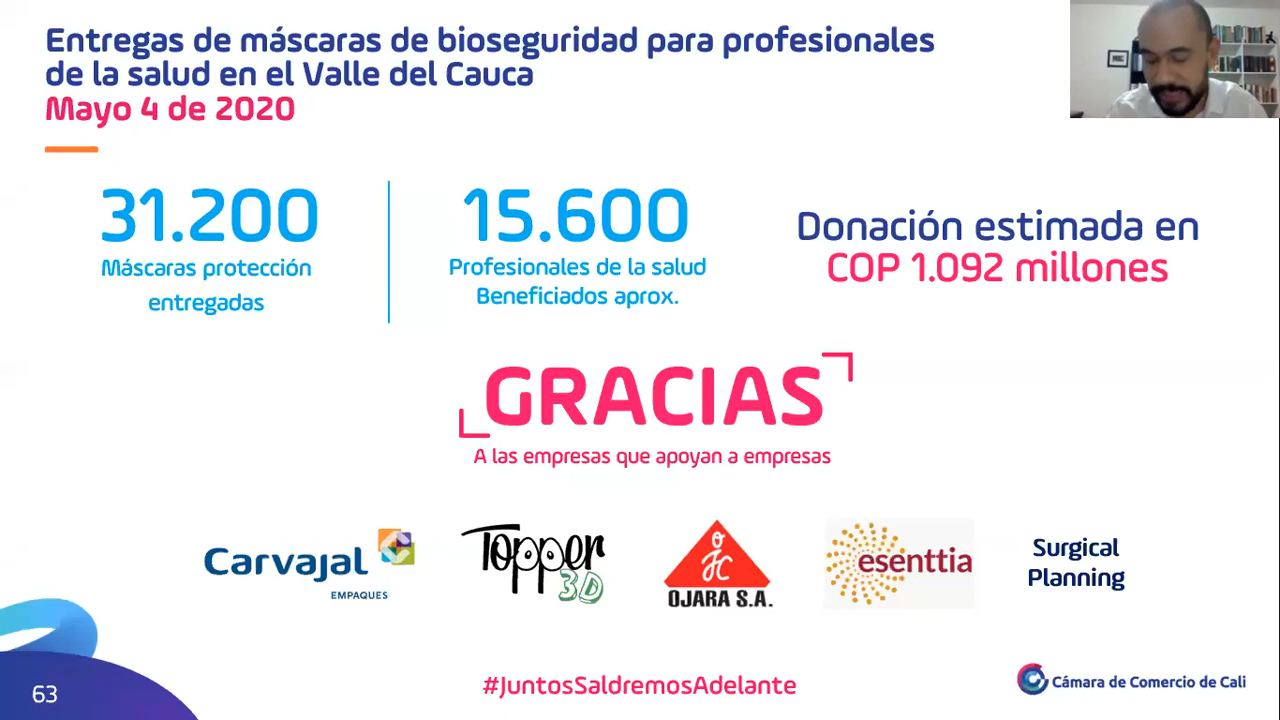 Entregas de máscaras de bioseguridad para profesionales
de la salud en el Valle del Cauca
Mayo 4 de 2020
31.200
Máscaras protección
entregadas
15.600
Profesionales de la salud
Beneficiados aprox.
Donación estimada en
COP 1.092 millones
GRACIAS
A las empresas que apoyan a empresas
Carvajal
EMPAQUES
Topper
3D
OJC
OJARA S.A.
esenttia
Surgical
Planning
63
#JuntosSaldremosAdelante
Cámara de Comercio de Cali